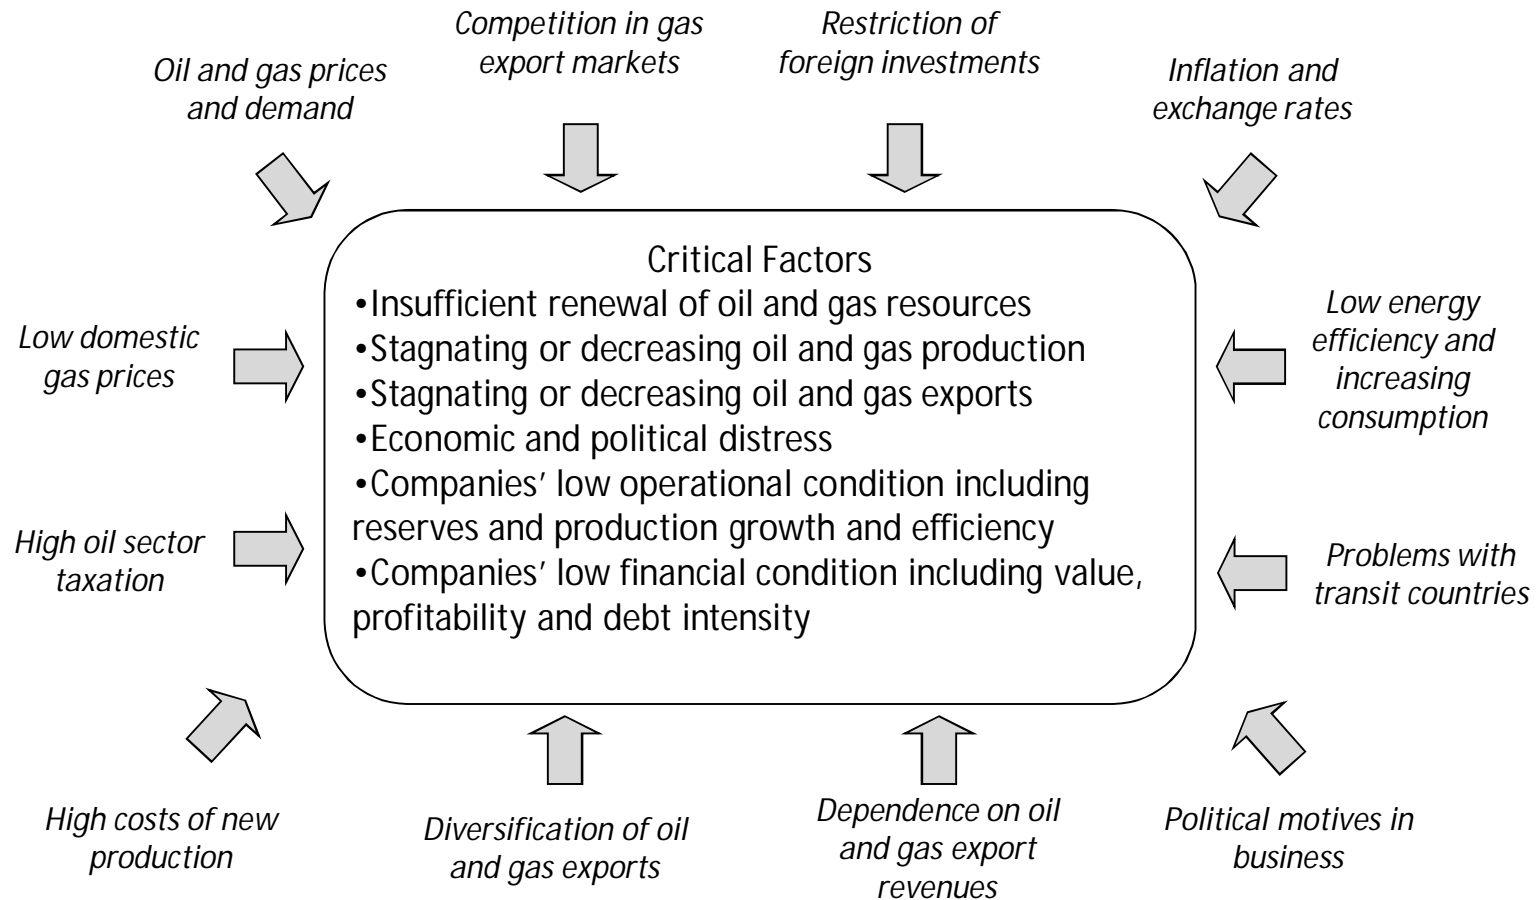 Competition in gas
export markets
Restriction of
foreign investments
Oil and gas prices
and demand
Inflation and
exchange rates
Critical Factors
•Insufficient renewal of oil and gas resources
•Stagnating or decreasing oil and gas production
•Stagnating or decreasing oil and gas exports
•Economic and political distress
•Companies’ low operational condition including
reserves and production growth and efficiency
•Companies’ low financial condition including value,
profitability and debt intensity
Low domestic
gas prices
Low energy
efficiency and
increasing
consumption
High oil sector
taxation
Problems with
transit countries
High costs of new
production
Diversification of oil
and gas exports
Dependence on oil
and gas export
revenues
Political motives in
business